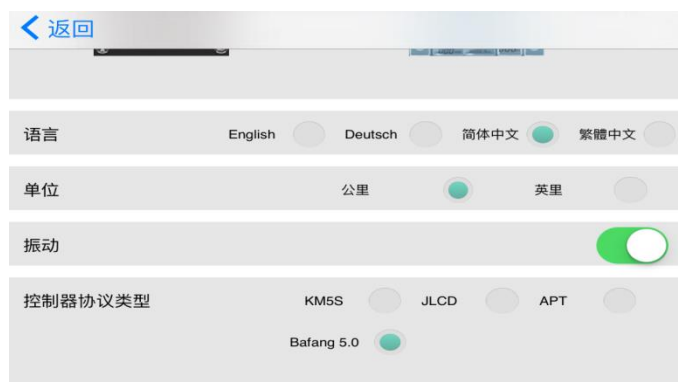 返回
语言 English Deutsch 简体中文 繁體中文
单位 公里 英里
振动
控制器协议类型 KM5S JLCD APT
Bafang 5.0